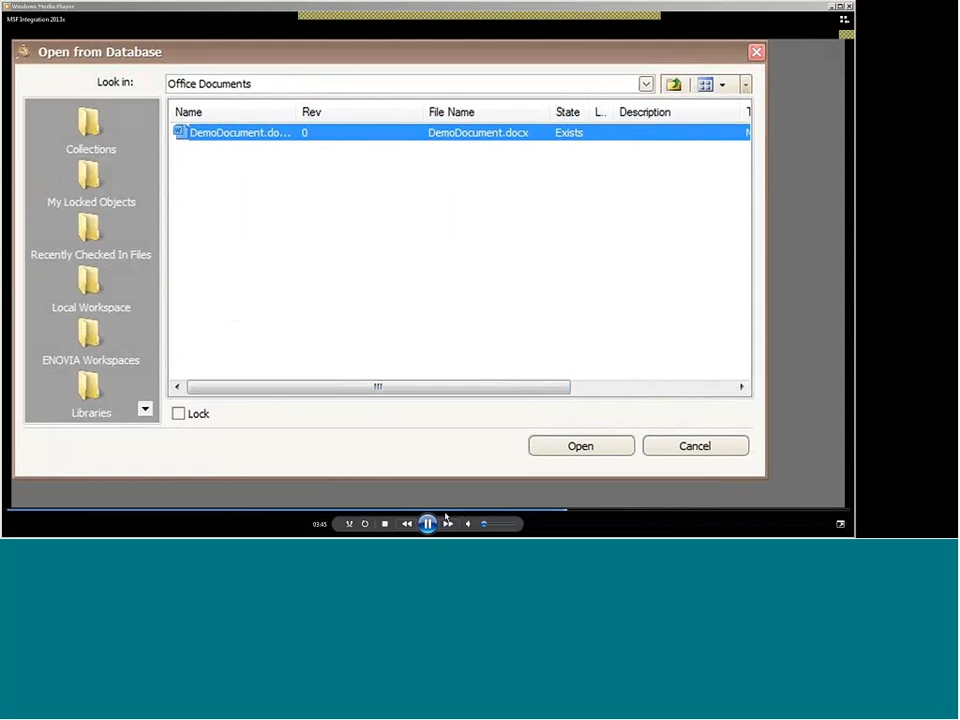 Windows Media Player
MSF Integration 2013x
Open from Database
Look in:
Office Documents
Name Rev File Name State L.. Description
DemoDocument.do... 0 DemoDocument.docx Exists
Collections
My Locked Objects
Recently Checked In Files
Local Workspace
ENOVIA Workspaces
Libraries
Lock
Open Cancel
03:45